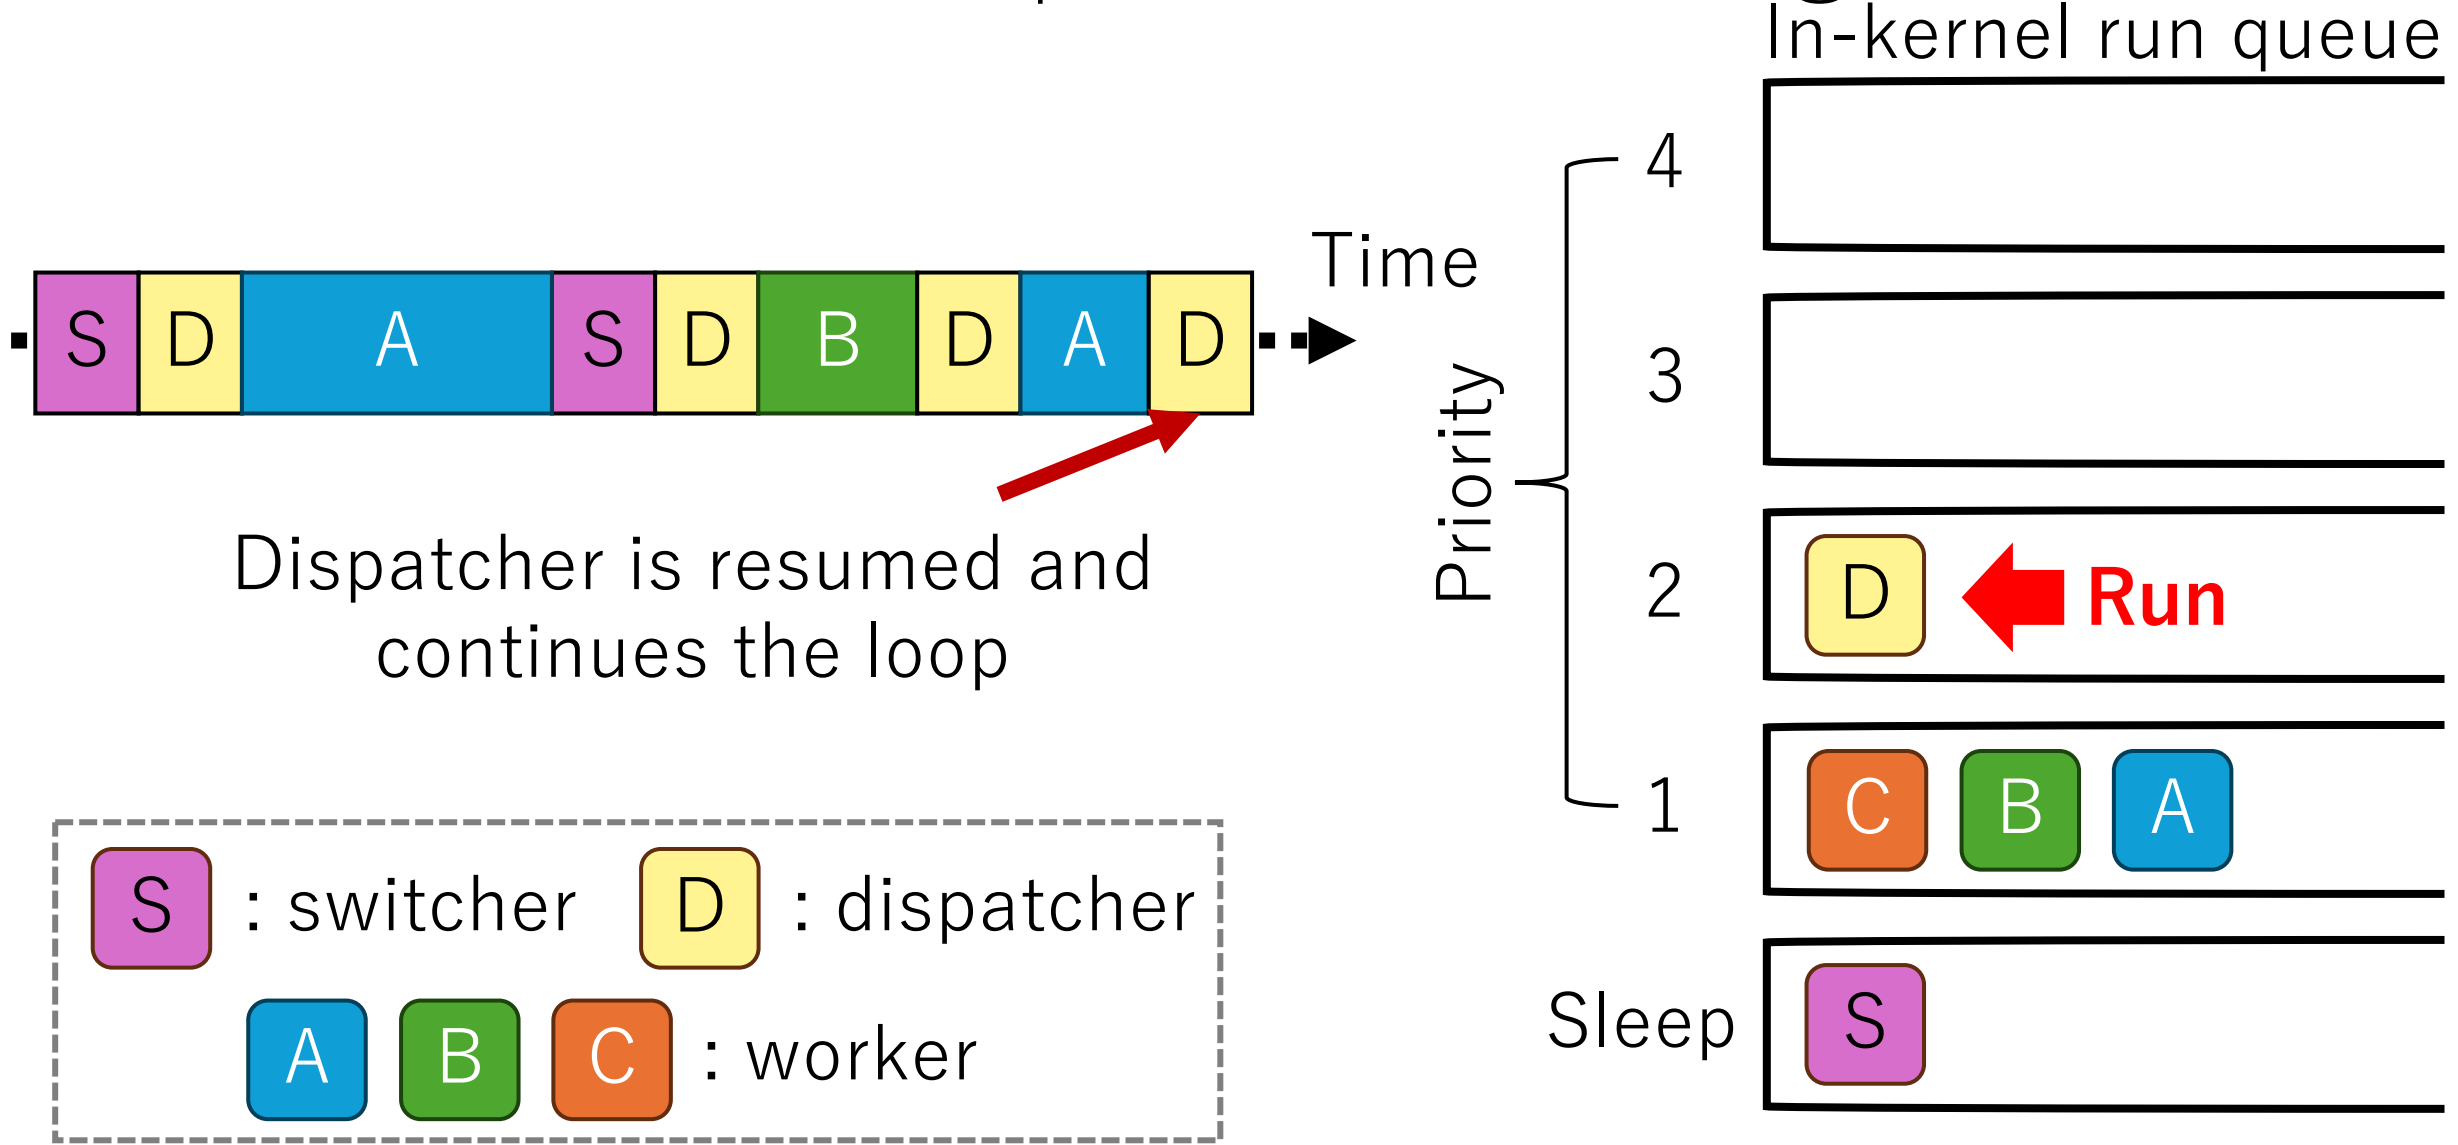 In-kernel run queue
4
Time
S D A S D B D A D
3
Priority
Dispatcher is resumed and
continues the loop
2
D Run
1
C B A
S : switcher D : dispatcher
A B C : worker
Sleep
S